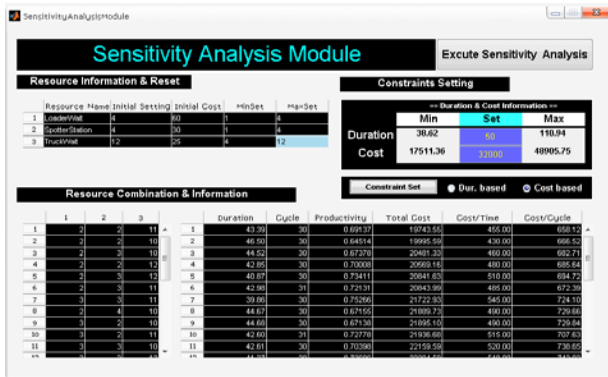 SensitivityAnalysisModule
Sensitivity Analysis Module
Excute Sensitivity Analysis
Resource Information & Reset
Resource Name Initial Setting Initial Cost MinSet MaxSet
1 LoaderWait 4 60 1 4
2 SpotterStation 4 30 1 4
3 TruckWait 12 25 4 12
Constraints Setting
== Duration & Cost Information ==
Min Set Max
Duration 38.62 50 110.94
Cost 17511.36 32000 48905.75
Constraint Set Dur. based Cost based
Resource Combination & Information
1 2 3
1 2 2 11
2 2 2 10
3 2 3 10
4 2 2 12
5 2 3 12
6 2 3 11
7 3 3 11
8 2 4 10
9 3 2 10
10 3 2 11
11 3 3 10
Duration Cycle Productivity Total Cost Cost/Time Cost/Cycle
1 43.39 30 0.69137 19743.55 455.00 658.12
2 46.50 30 0.64514 19995.59 430.00 666.52
3 44.52 30 0.67378 20481.33 460.00 682.71
4 42.85 30 0.70008 20569.16 480.00 685.64
5 40.87 30 0.73411 20841.63 510.00 694.72
6 42.98 31 0.72131 20843.99 485.00 672.39
7 39.86 30 0.75266 21722.93 545.00 724.10
8 44.67 30 0.67155 21889.73 490.00 729.66
9 44.68 30 0.67138 21895.10 490.00 729.84
10 42.60 31 0.72778 21936.68 515.00 707.63
11 42.61 30 0.70398 22159.59 520.00 738.65